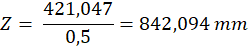 Z = 421,047 / 0,5 = 842,094 mm